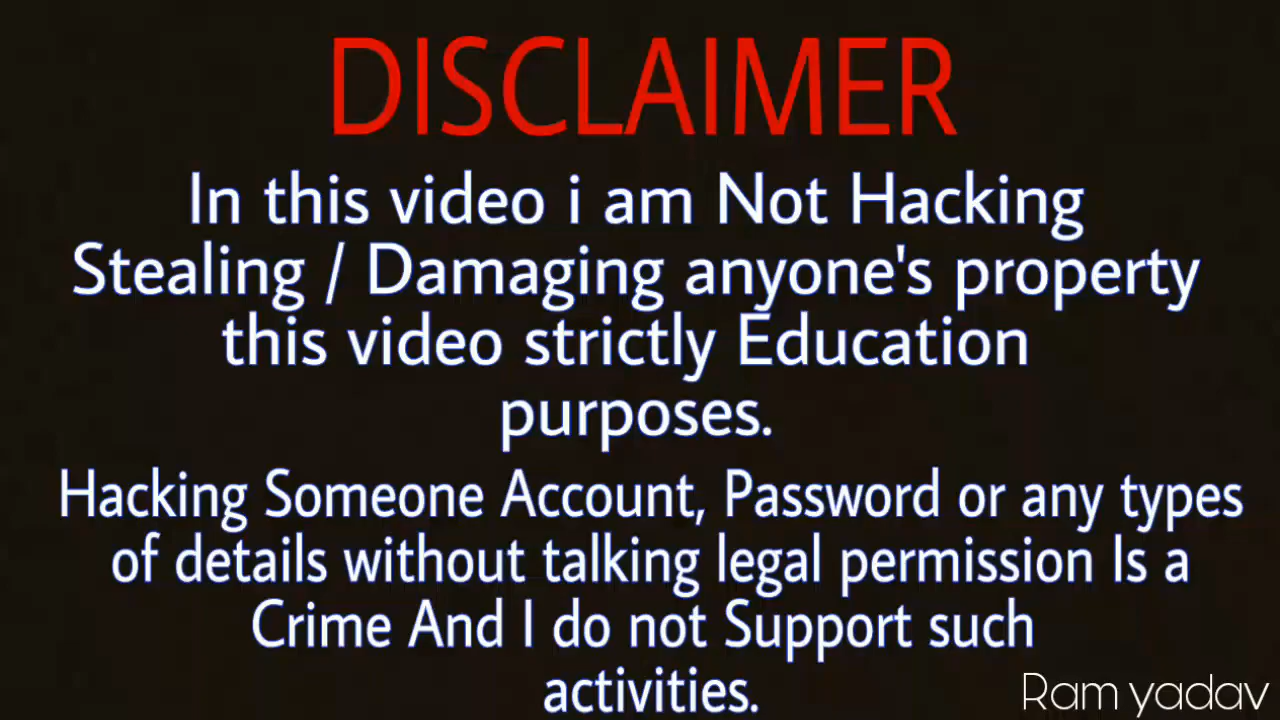 DISCLAIMER
In this video i am Not Hacking
Stealing / Damaging anyone's property
this video strictly Education
purposes.
Hacking Someone Account, Password or any types
of details without talking legal permission Is a
Crime And I do not Support such
activities.
Ram yadav